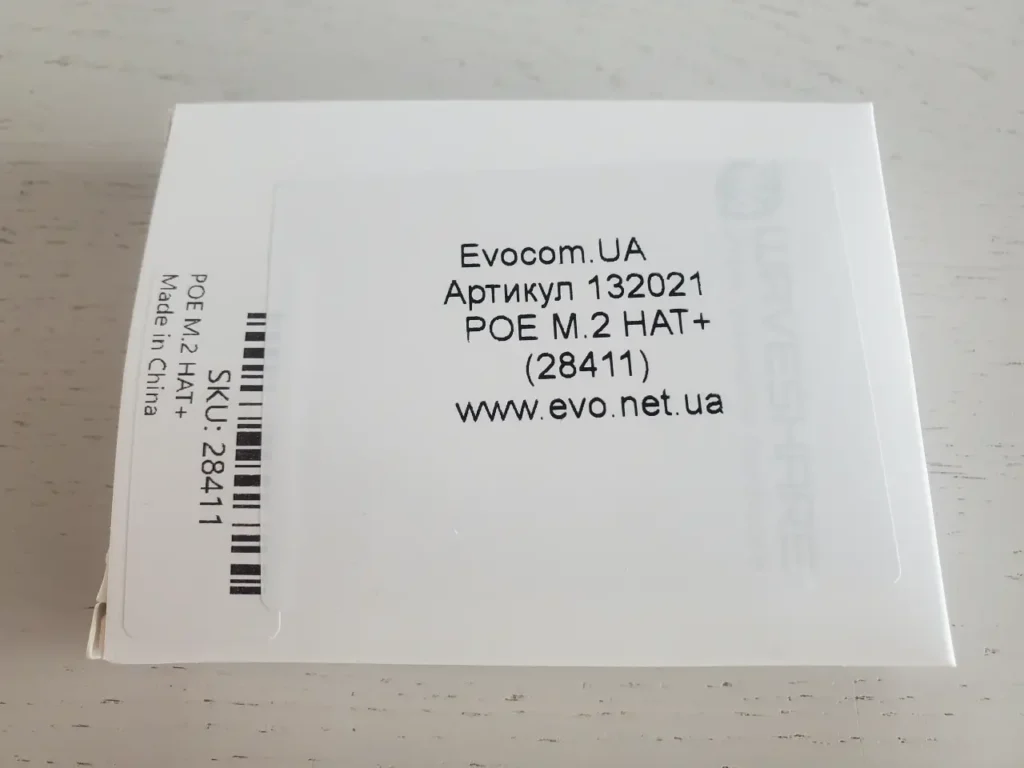 Evocom.UA
Артикул 132021
POE M.2 HAT+
(28411)
www.evo.net.ua
SKU: 28411
POE M.2 HAT+
Made in China
WAVESHARE